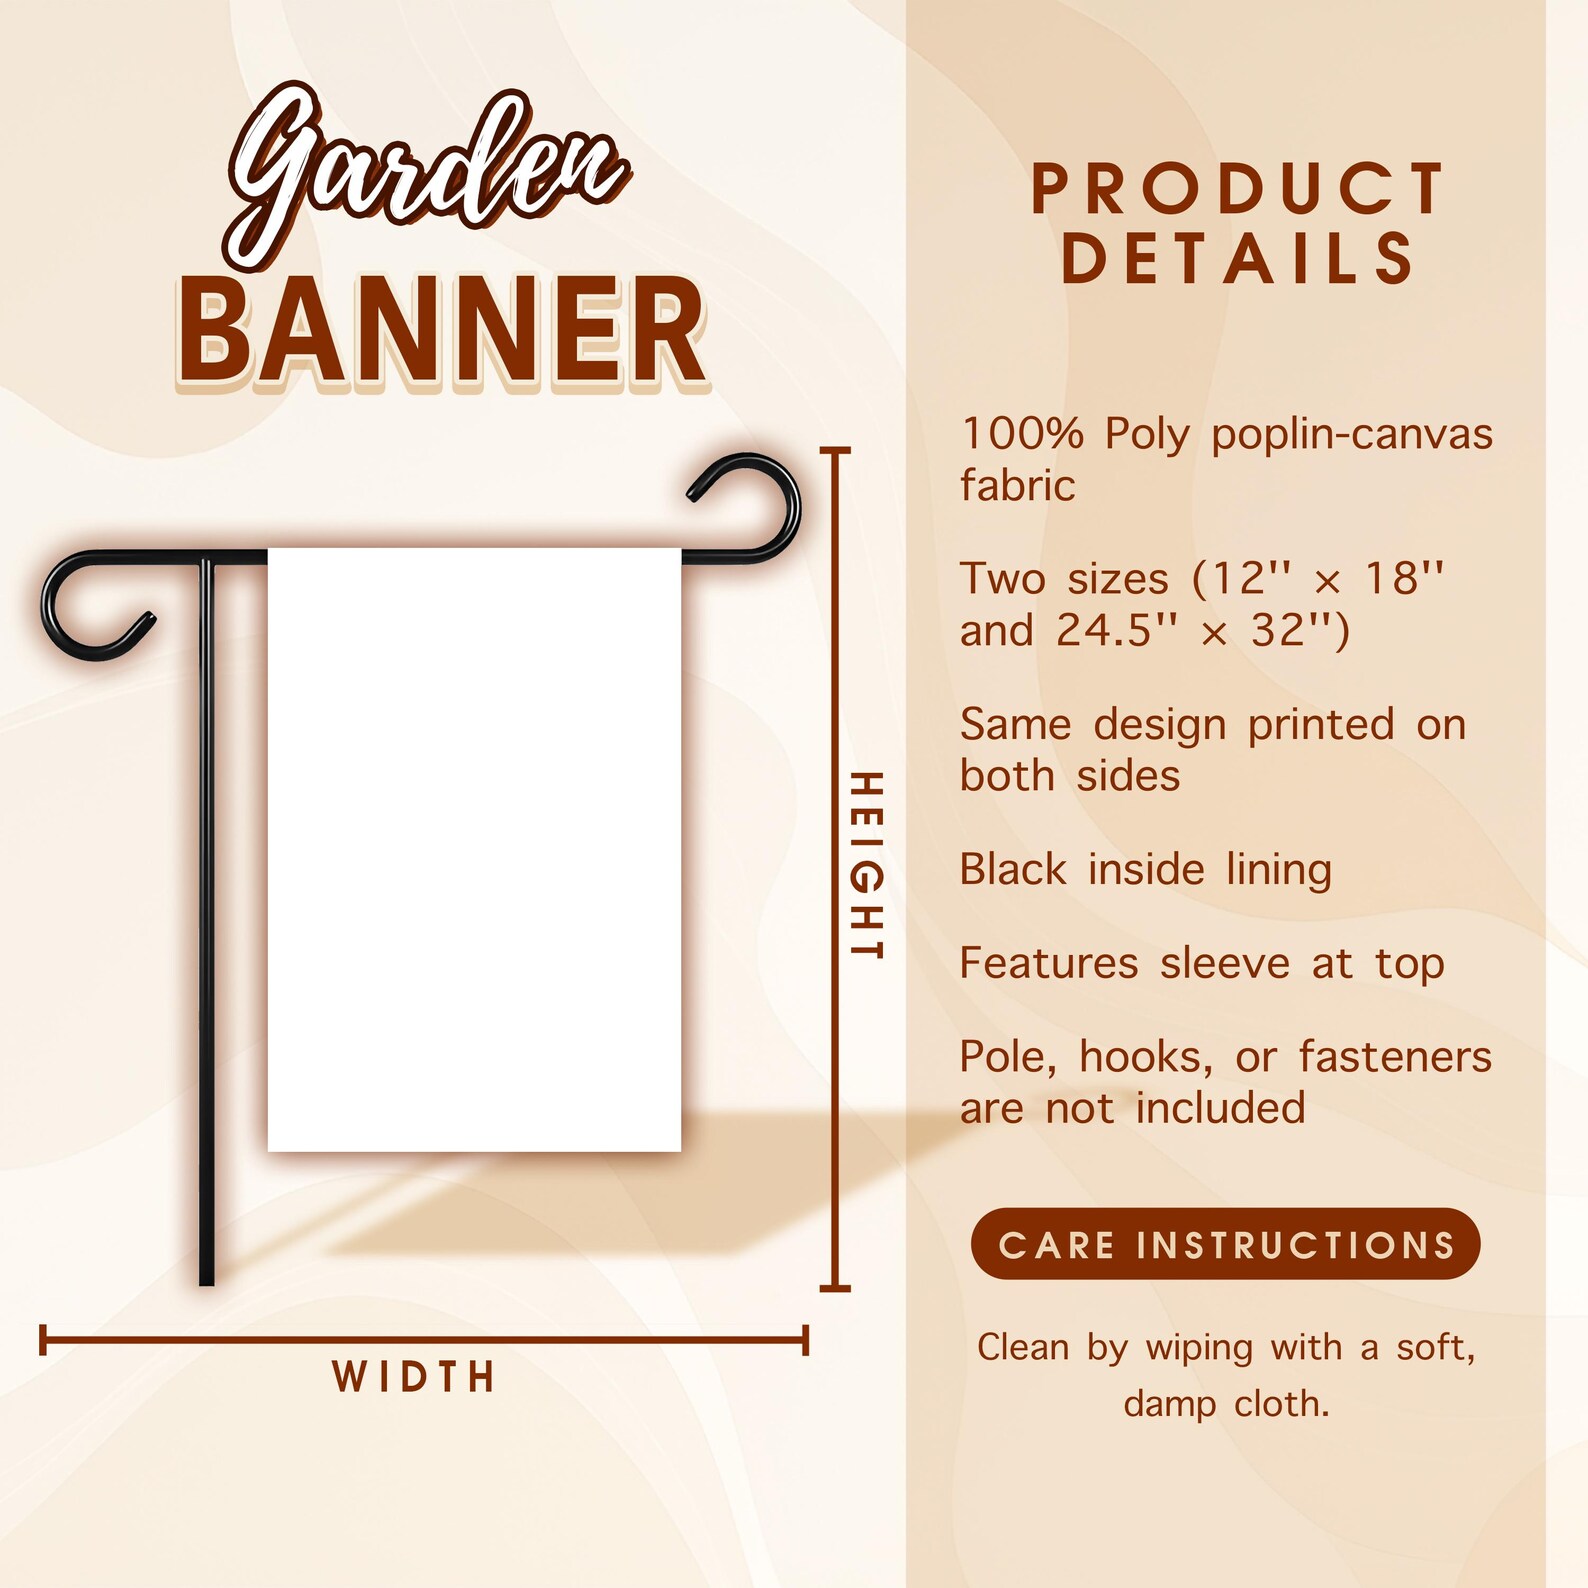 Garden
BANNER
HEIGHT
WIDTH
PRODUCT
DETAILS
100% Poly poplin-canvas
fabric
Two sizes (12'' × 18''
and 24.5'' × 32'')
Same design printed on
both sides
Black inside lining
Features sleeve at top
Pole, hooks, or fasteners
are not included
CARE INSTRUCTIONS
Clean by wiping with a soft,
damp cloth.